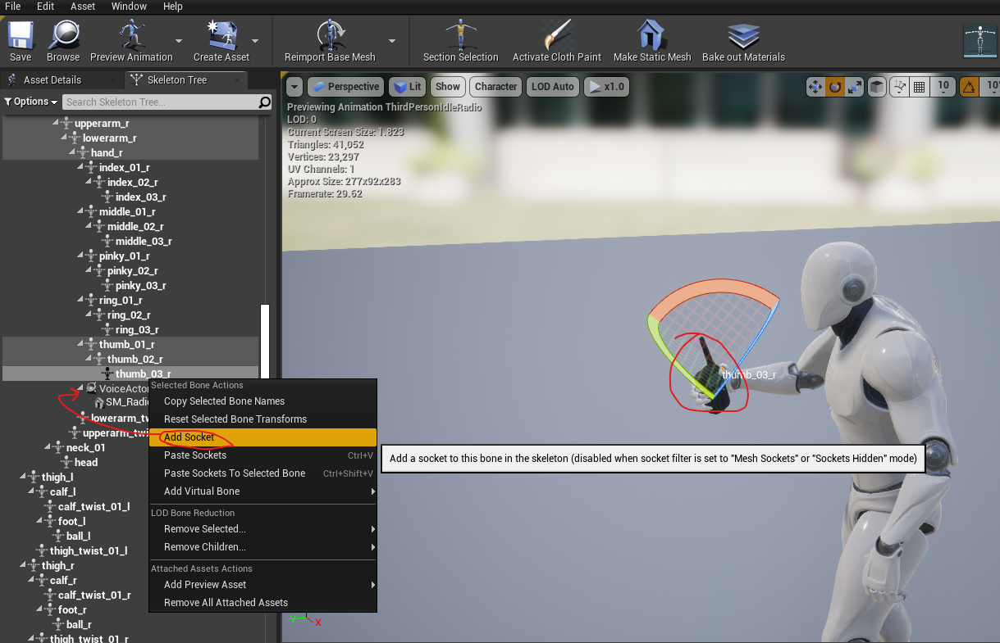 File Edit Asset Window Help
Save Browse Preview Animation Create Asset Reimport Base Mesh Section Selection Activate Cloth Paint Make Static Mesh Bake out Materials
Asset Details Skeleton Tree
Options Search Skeleton Tree...
Perspective Lit Show Character LOD Auto x1.0 10 10°
Previewing Animation ThirdPersonIdleRadio
LOD: 0
Current Screen Size: 1.823
Triangles: 41,052
Vertices: 23,297
UV Channels: 1
Approx Size: 277x92x283
Framerate: 29.62
upperarm_r
lowerarm_r
hand_r
index_01_r
index_02_r
index_03_r
middle_01_r
middle_02_r
middle_03_r
pinky_01_r
pinky_02_r
pinky_03_r
ring_01_r
ring_02_r
ring_03_r
thumb_01_r
thumb_02_r
thumb_03_r
VoiceActor
SM_Radio
lowerarm_tw
upperarm_twi
neck_01
head
thigh_l
calf_l
calf_twist_01_l
foot_l
ball_l
thigh_twist_01_l
thigh_r
calf_r
calf_twist_01_r
foot_r
ball_r
thigh_twist_01_r
Selected Bone Actions
Copy Selected Bone Names
Reset Selected Bone Transforms
Add Socket
Paste Sockets Ctrl+V
Paste Sockets To Selected Bone Ctrl+Shift+V
Add Virtual Bone
LOD Bone Reduction
Remove Selected...
Remove Children...
Attached Assets Actions
Add Preview Asset
Remove All Attached Assets
Add a socket to this bone in the skeleton (disabled when socket filter is set to "Mesh Sockets" or "Sockets Hidden" mode)
thumb_03_r
Y X